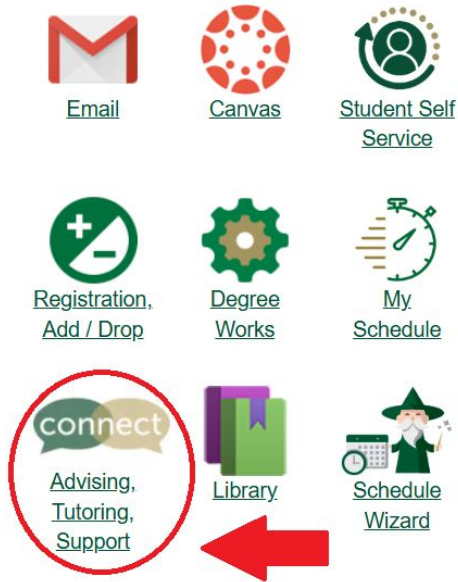 Email
Canvas
Student Self
Service
Registration,
Add / Drop
Degree
Works
My
Schedule
connect
Advising,
Tutoring,
Support
Library
Schedule
Wizard